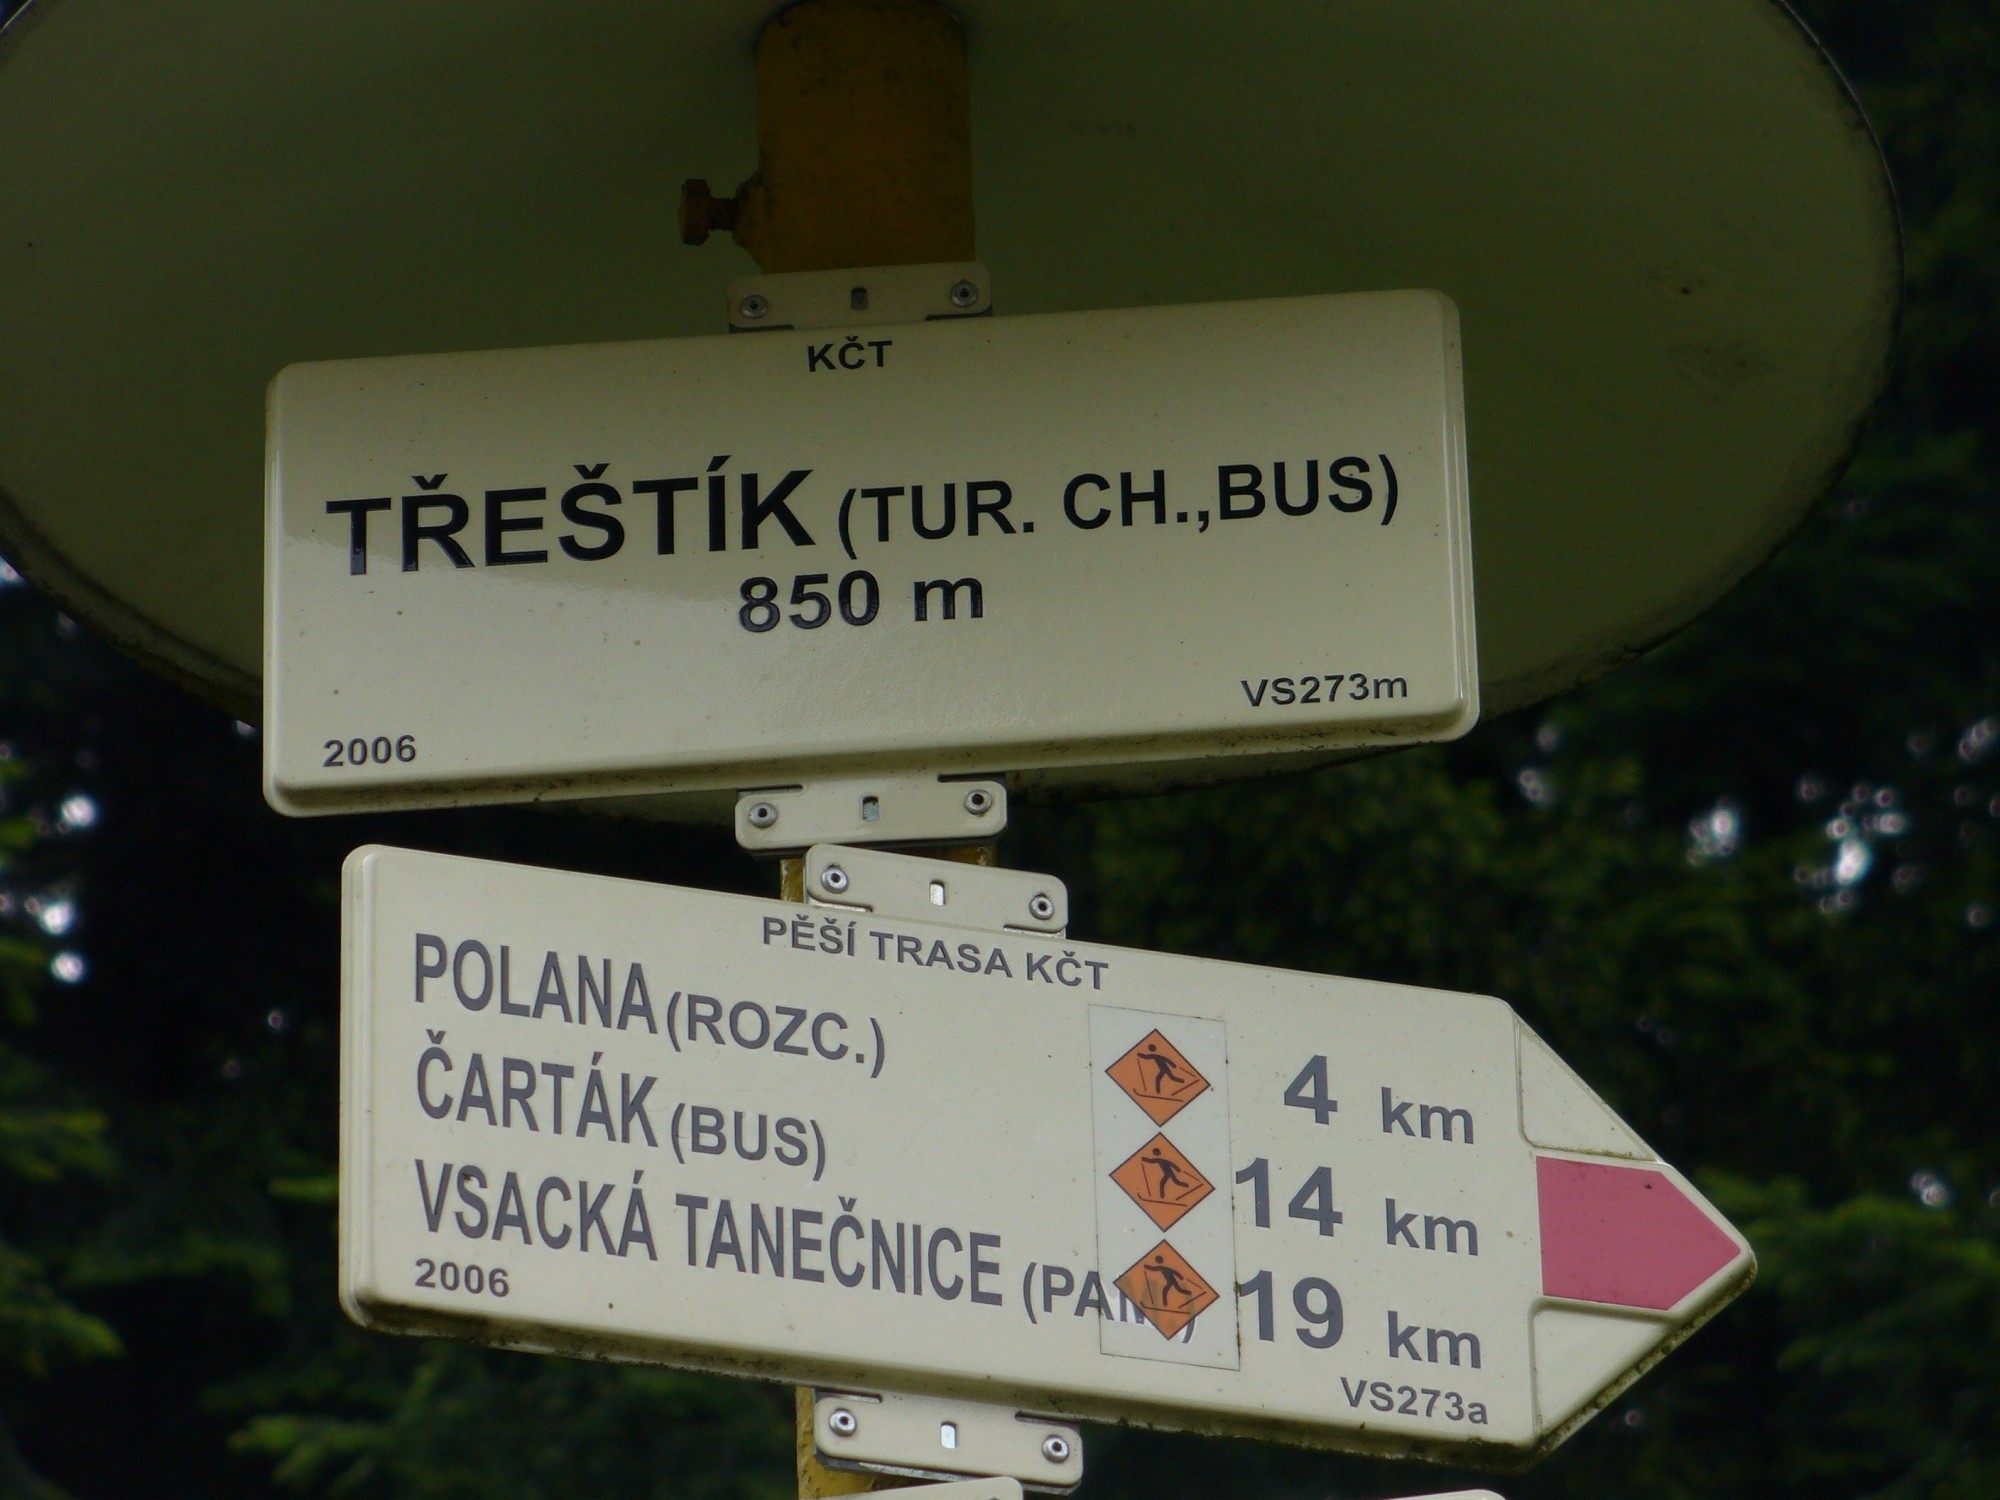 KČT
TŘEŠTÍK (TUR. CH.,BUS)
850 m
VS273m
2006
PĚŠÍ TRASA KČT
POLANA (ROZC.) 4 km
ČARTÁK (BUS) 14 km
VSACKÁ TANEČNICE 19 km
2006
VS273a